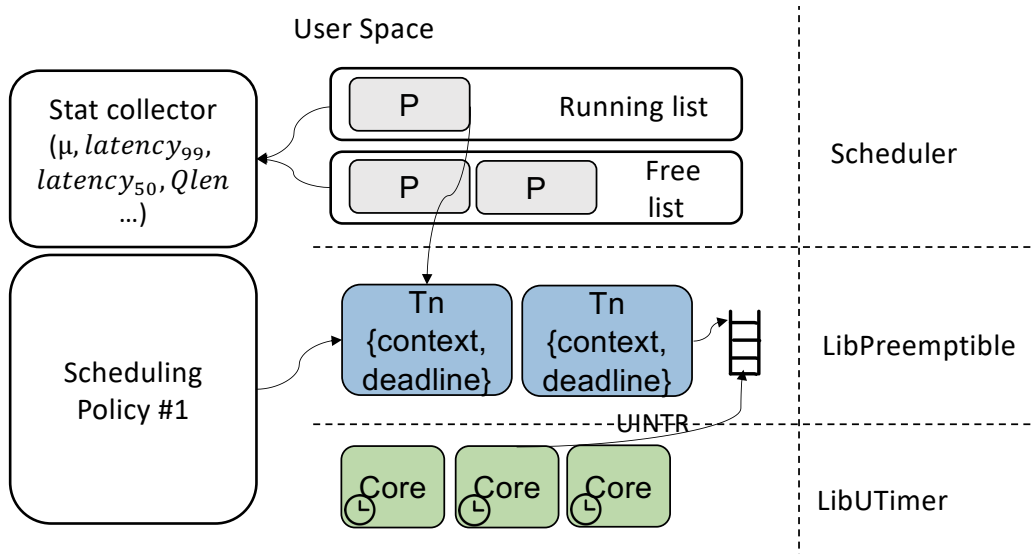 User Space
Stat collector
(μ, latency₉₉,
latency₅₀, Qlen
...)
P
Running list
P
P
Free
list
Scheduler
Scheduling
Policy #1
Tn
{context,
deadline}
Tn
{context,
deadline}
LibPreemptible
UINTR
Core
Core
Core
LibUTimer